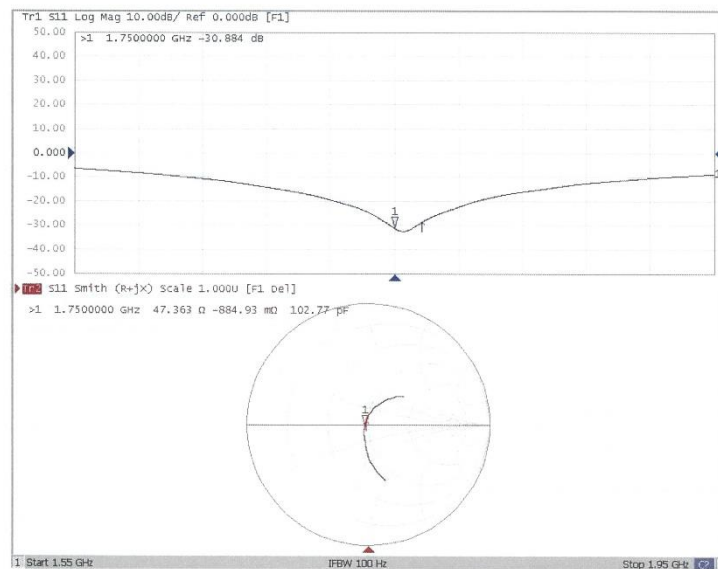 Tr1 S11 Log Mag 10.00dB/ Ref 0.000dB [F1]
>1 1.7500000 GHz -30.884 dB
50.00
40.00
30.00
20.00
10.00
0.000
-10.00
-20.00
-30.00
-40.00
-50.00
1
Tr2 S11 Smith (R+jX) Scale 1.000U [F1 Del]
>1 1.7500000 GHz 47.363 Ω -884.93 mΩ 102.77 pF
1
1 Start 1.55 GHz IFBW 100 Hz Stop 1.95 GHz C2